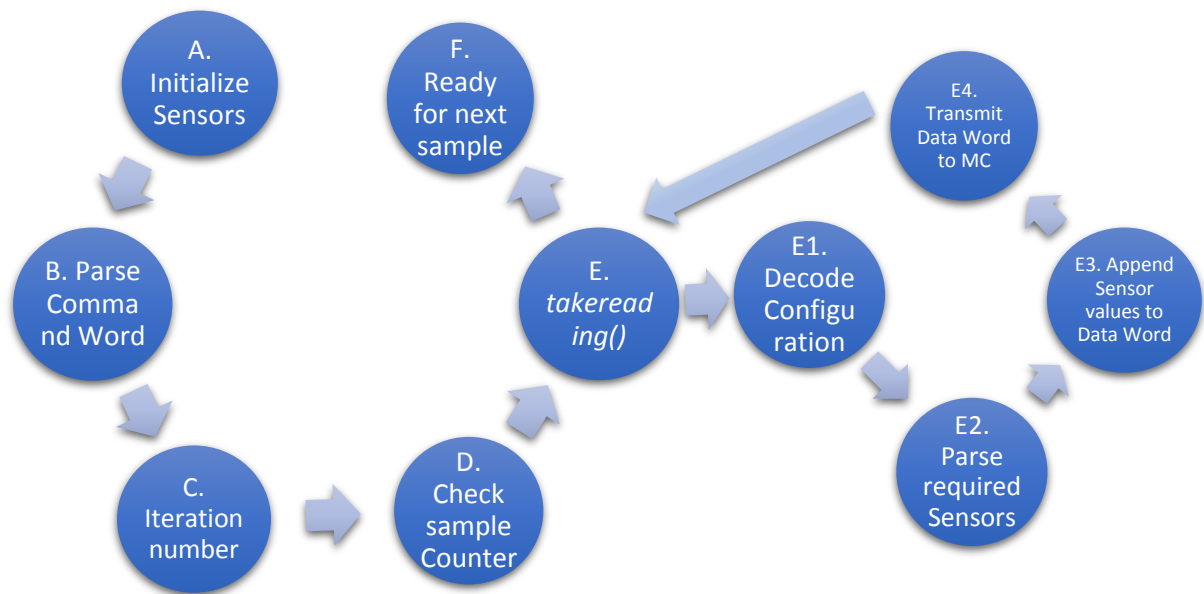 A.
Initialize
Sensors
B. Parse
Comma
nd Word
C.
Iteration
number
D.
Check
sample
Counter
E.
takeread
ing()
E1.
Decode
Configu
ration
E2.
Parse
required
Sensors
E3. Append
Sensor
values to
Data Word
E4.
Transmit
Data Word
to MC
F.
Ready
for next
sample